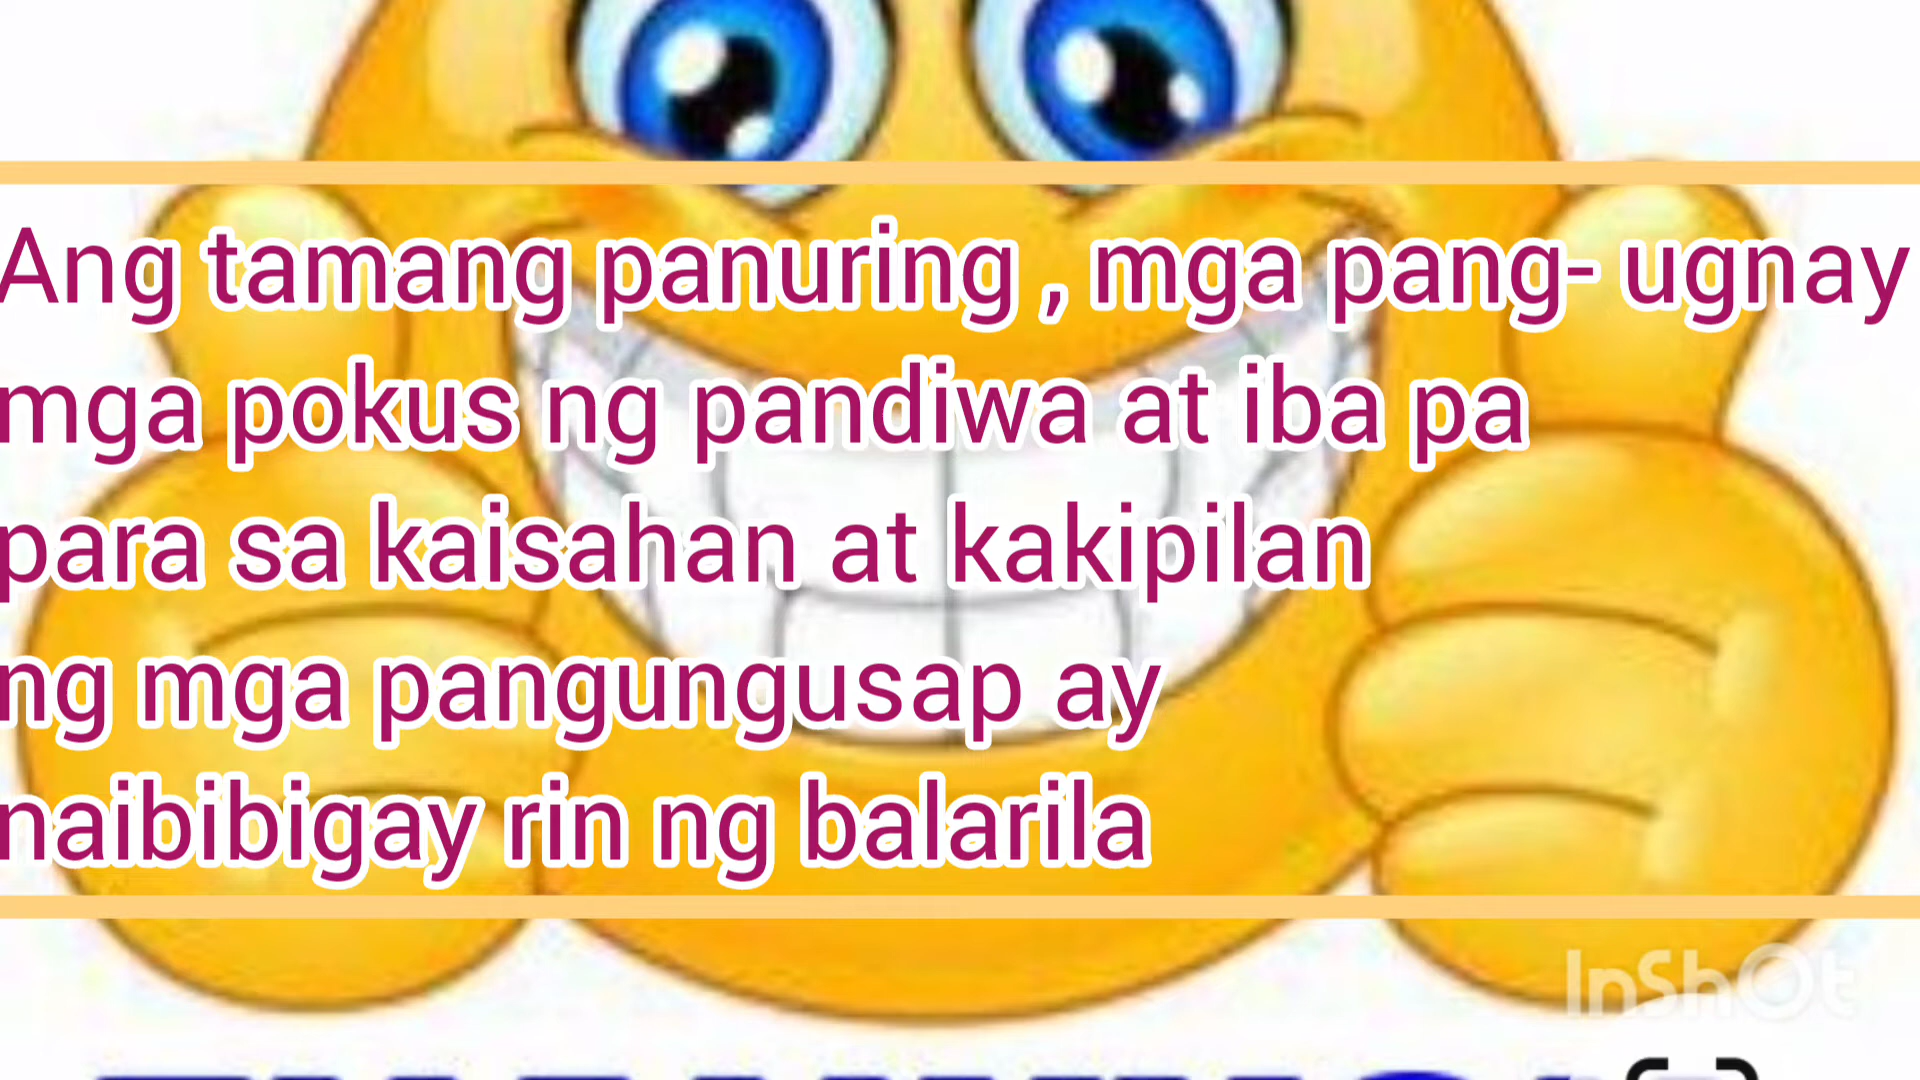 Ang tamang panuring , mga pang- ugnay
mga pokus ng pandiwa at iba pa
para sa kaisahan at kakipilan
ng mga pangungusap ay
naibibigay rin ng balarila
InShOt